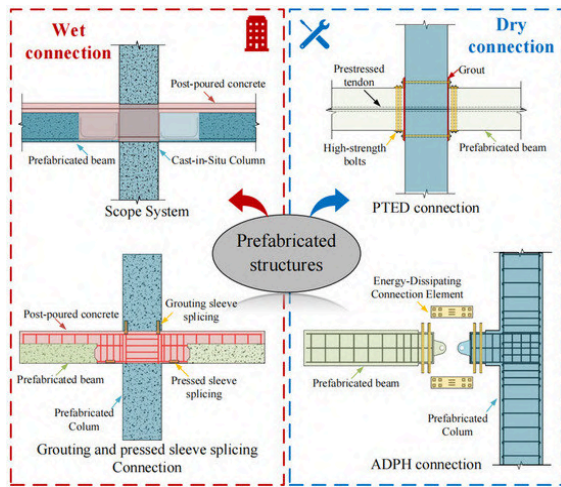 Wet
connection
Post-poured concrete
Prefabricated beam
Cast-in-Situ Column
Scope System
Dry
connection
Prestressed
tendon
Grout
High-strength
bolts
Prefabricated beam
PTED connection
Prefabricated
structures
Post-poured concrete
Grouting sleeve
splicing
Prefabricated beam
Pressed sleeve
splicing
Prefabricated
Colum
Grouting and pressed sleeve splicing
Connection
Energy-Dissipating
Connection Element
Prefabricated beam
Prefabricated
Colum
ADPH connection